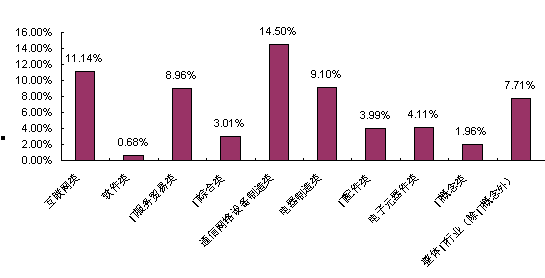 16.00%
14.00%
12.00%
10.00%
8.00%
6.00%
4.00%
2.00%
0.00%
11.14%
0.68%
8.96%
3.01%
14.50%
9.10%
3.99%
4.11%
1.96%
7.71%
互联网类
软件类
IT服务贸易类
IT综合类
通信网络设备制造类
电器制造类
IT配件类
电子元器件类
IT概念类
整体IT行业（除IT概念外）